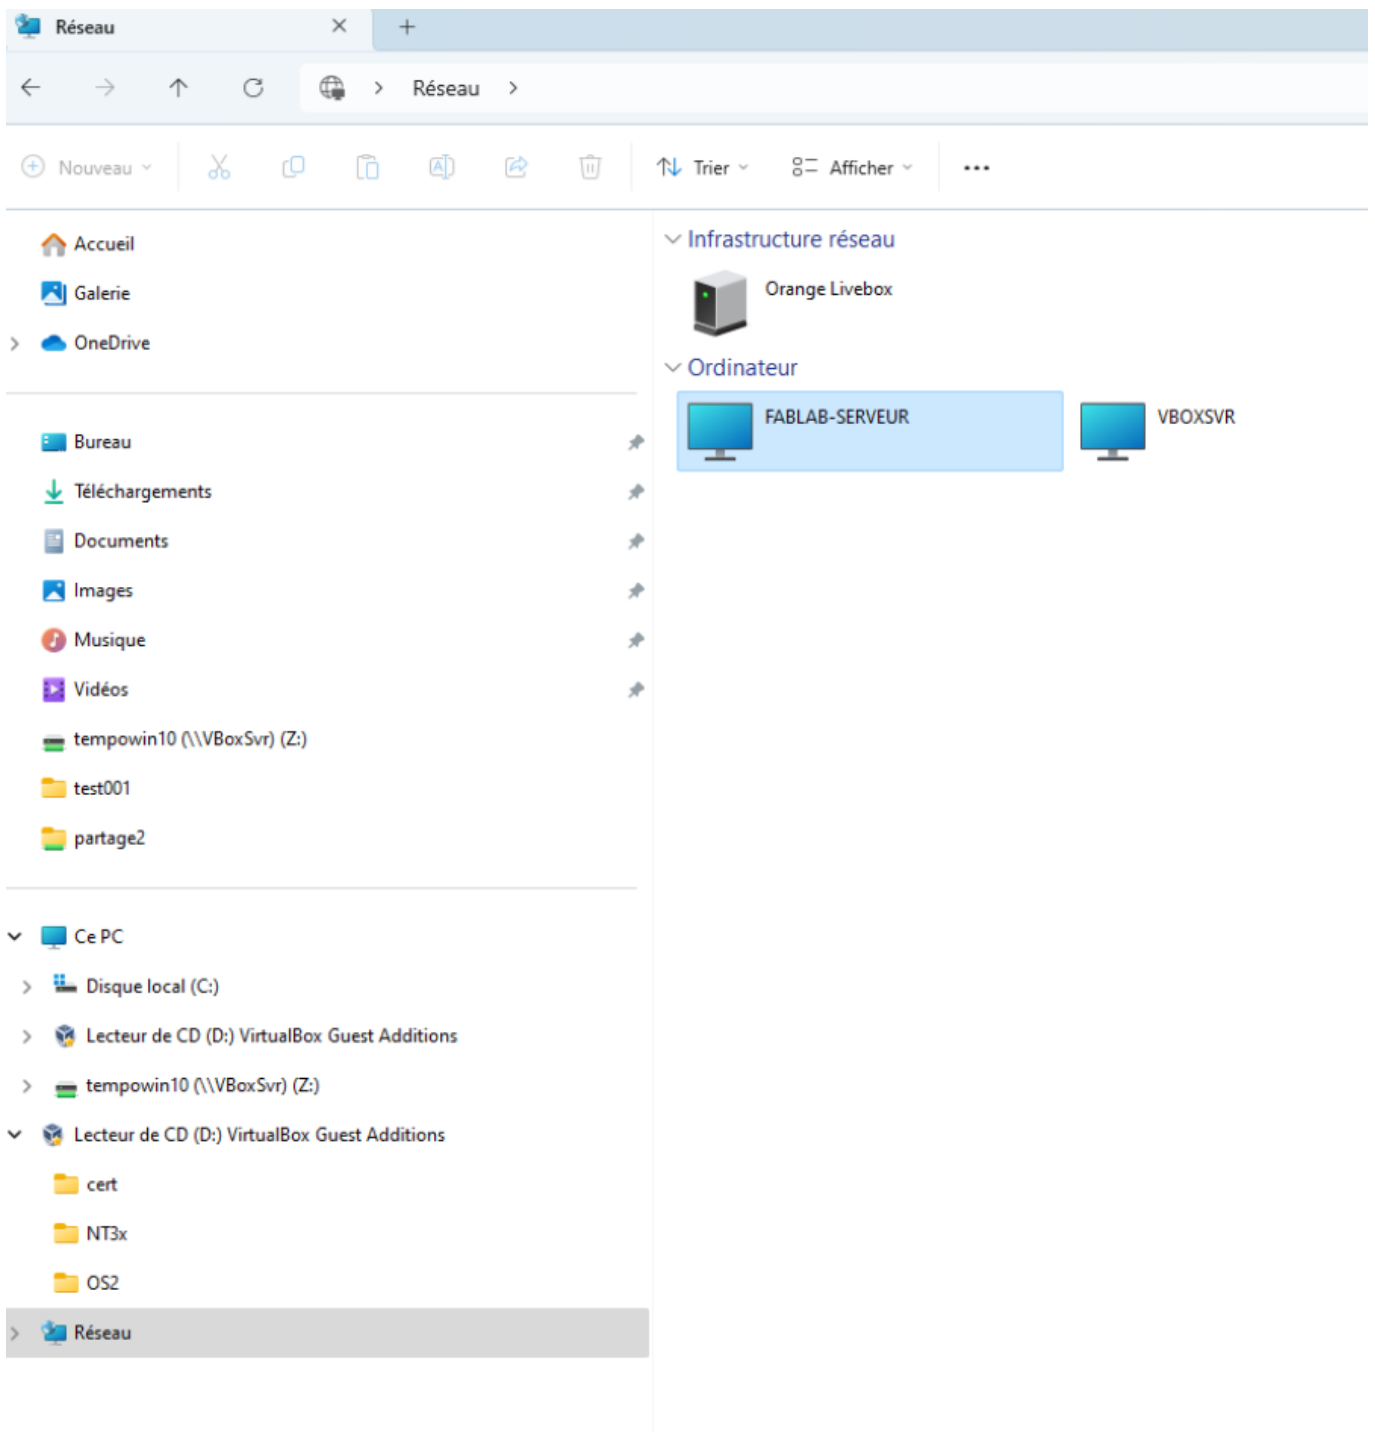 Réseau
Réseau
Nouveau
Trier
Afficher
Accueil
Galerie
OneDrive
Bureau
Téléchargements
Documents
Images
Musique
Vidéos
tempowin10 (\\VBoxSvr) (Z:)
test001
partage2
Ce PC
Disque local (C:)
Lecteur de CD (D:) VirtualBox Guest Additions
tempowin10 (\\VBoxSvr) (Z:)
Lecteur de CD (D:) VirtualBox Guest Additions
cert
NT3x
OS2
Réseau
Infrastructure réseau
Orange Livebox
Ordinateur
FABLAB-SERVEUR
VBOXSVR